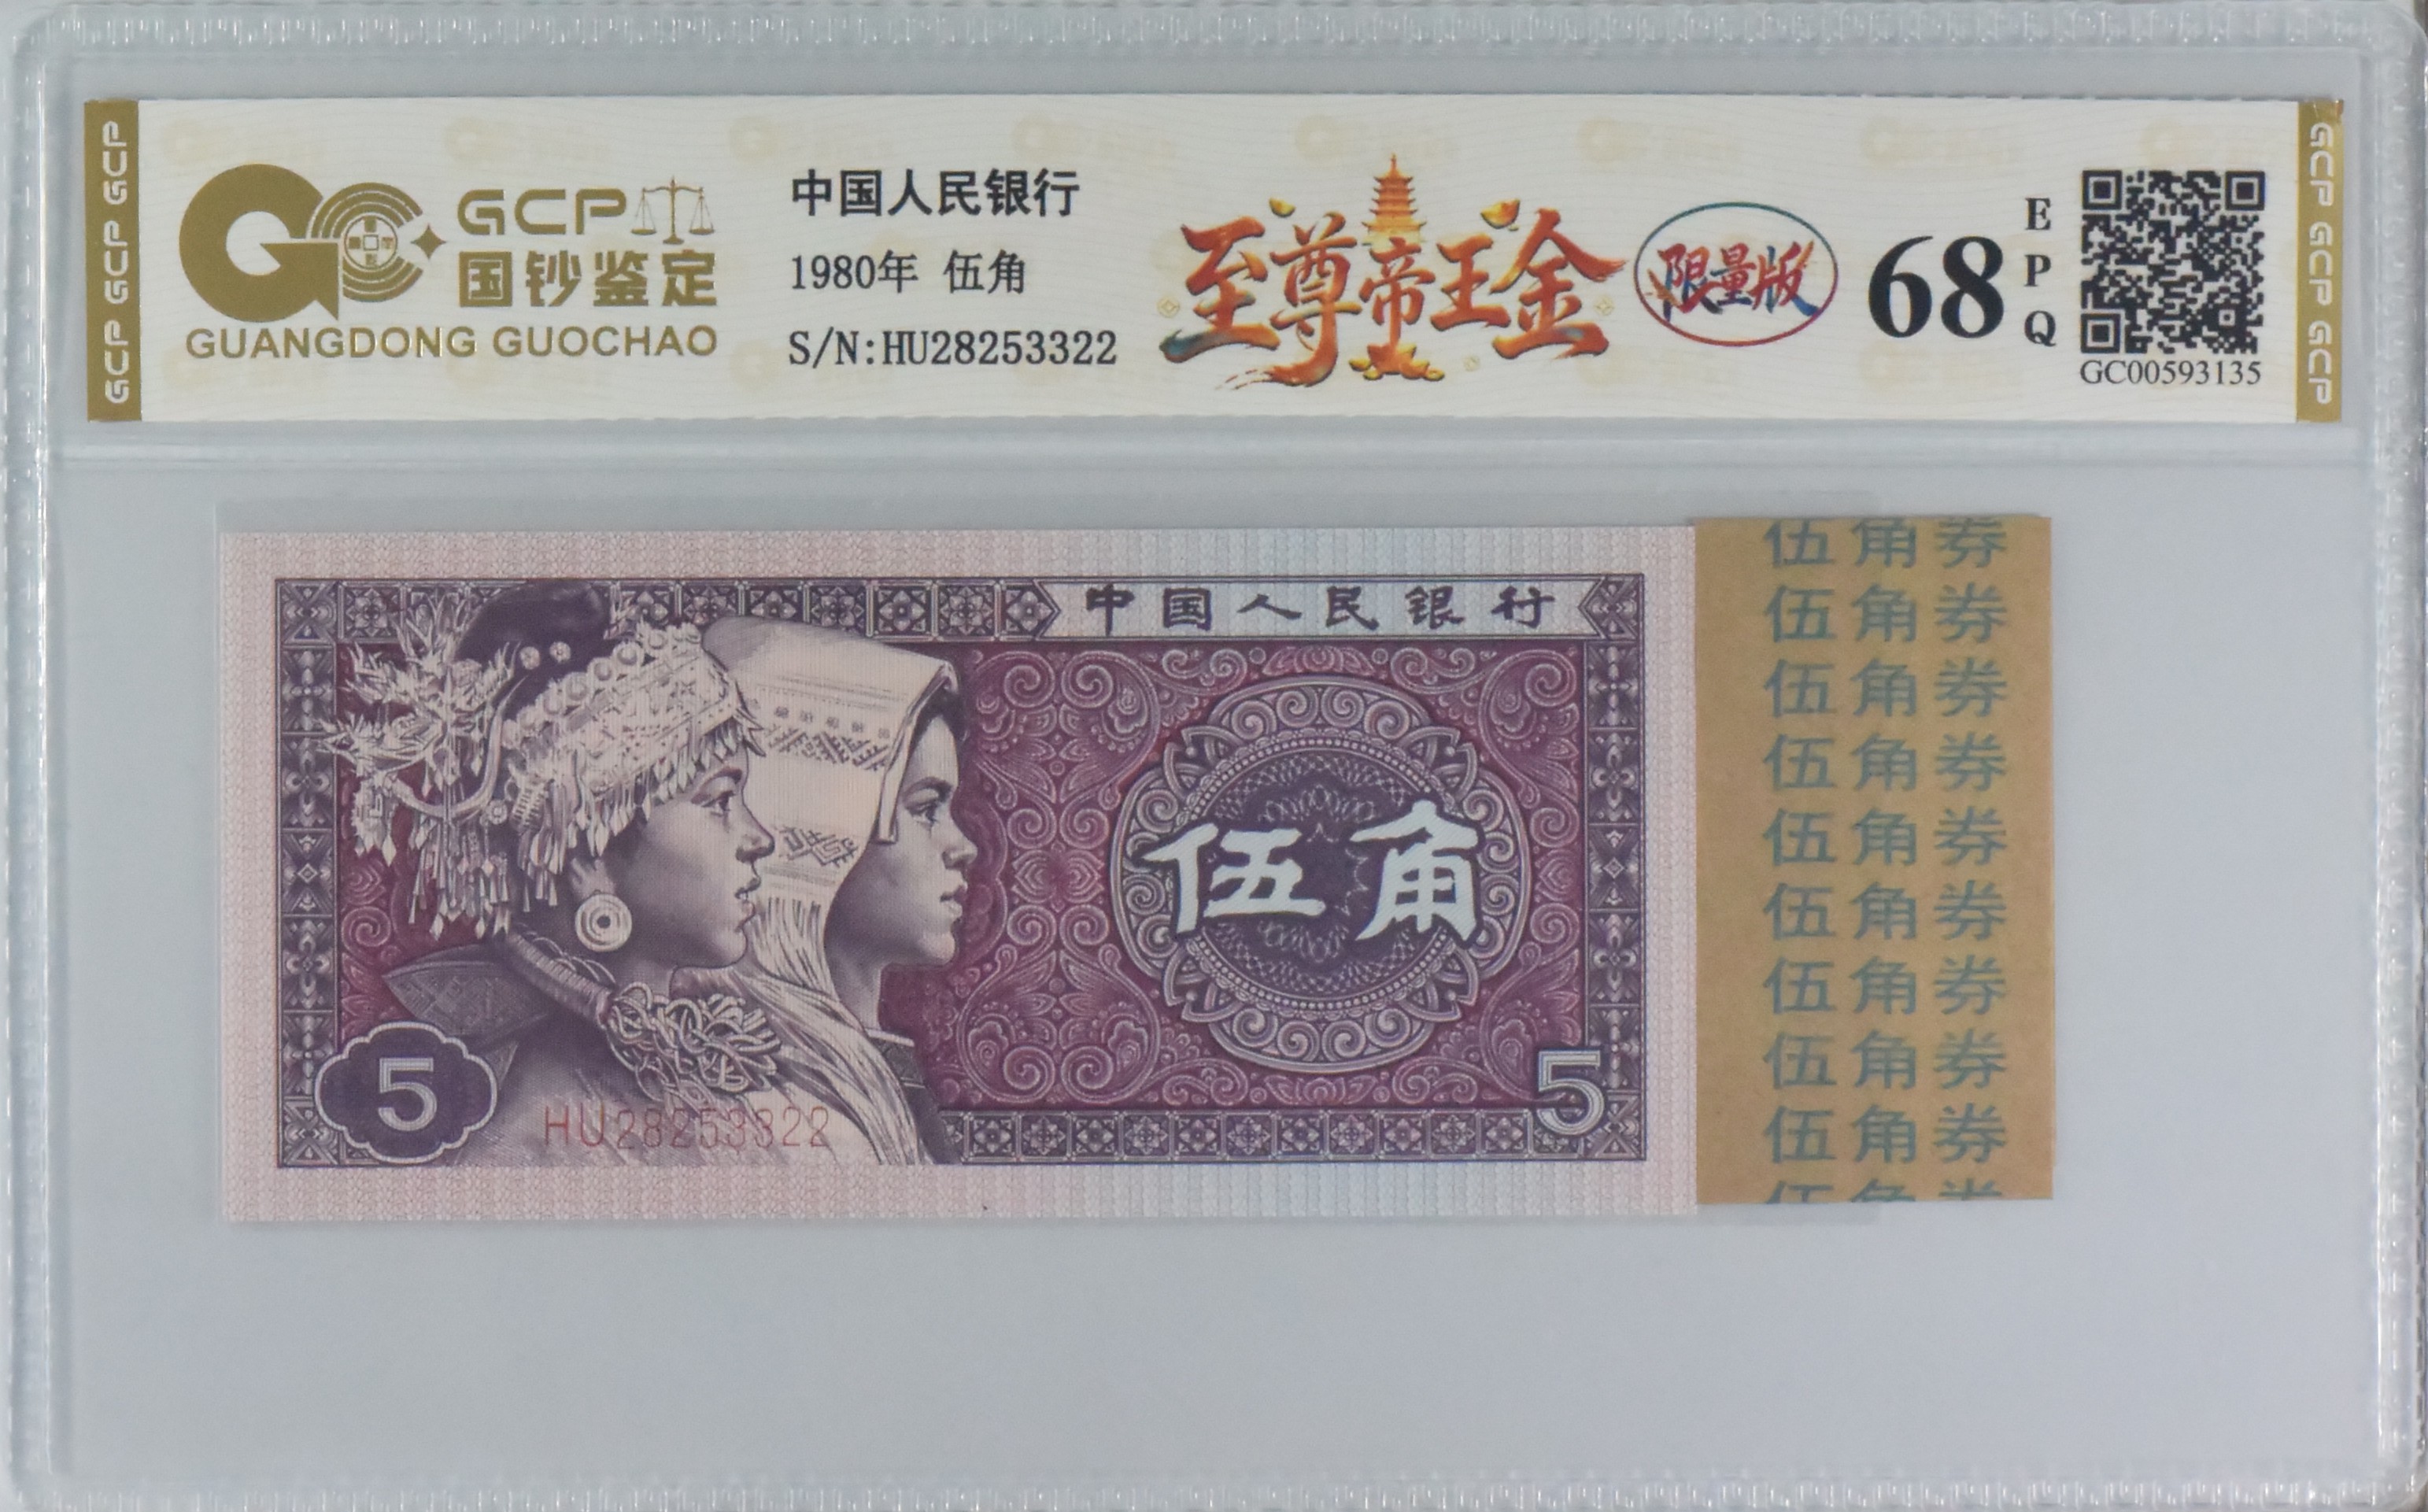 GCP GCP GCP
GCP
国钞鉴定
GUANGDONG GUOCHAO
中国人民银行
1980年 伍角
S/N:HU28253322
至尊帝王金
限量版
68
EPQ
GC00593135
GCP GCP GCP
中国人民银行
伍角
5
5
HU28253322
伍角券
伍角券
伍角券
伍角券
伍角券
伍角券
伍角券
伍角券
伍角券